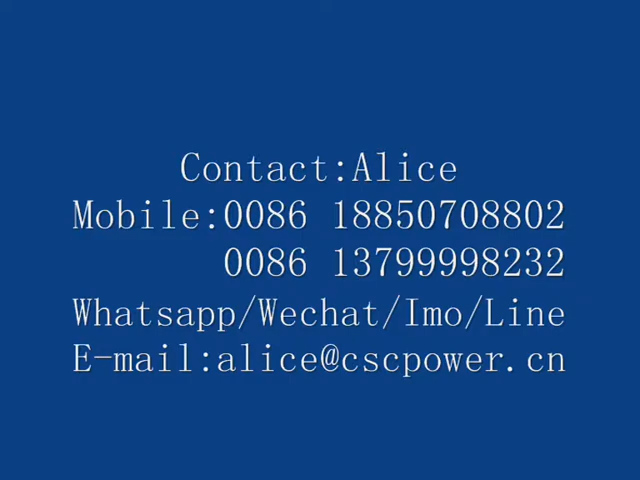 Contact:Alice
Mobile:0086 18850708802
0086 13799998232
Whatsapp/Wechat/Imo/Line
E-mail:alice@cscpower.cn